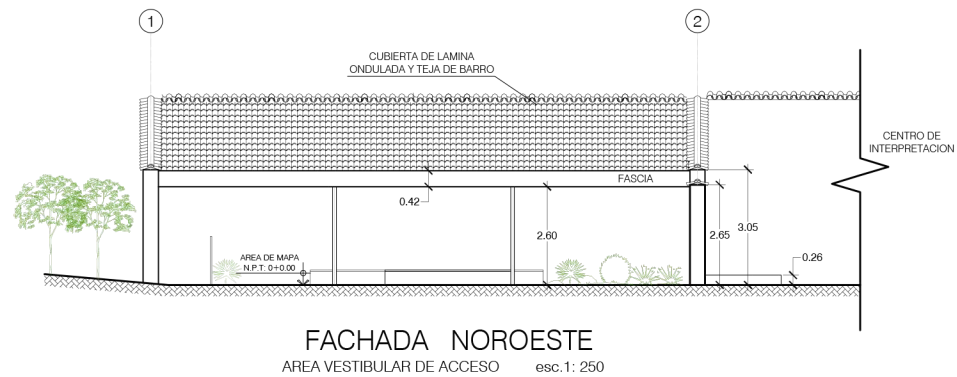 1
2
CUBIERTA DE LAMINA
ONDULADA Y TEJA DE BARRO
CENTRO DE
INTERPRETACION
FASCIA
0.42
2.60
2.65
3.05
0.26
AREA DE MAPA
N.P.T: 0+0.00
FACHADA NOROESTE
AREA VESTIBULAR DE ACCESO esc.1: 250